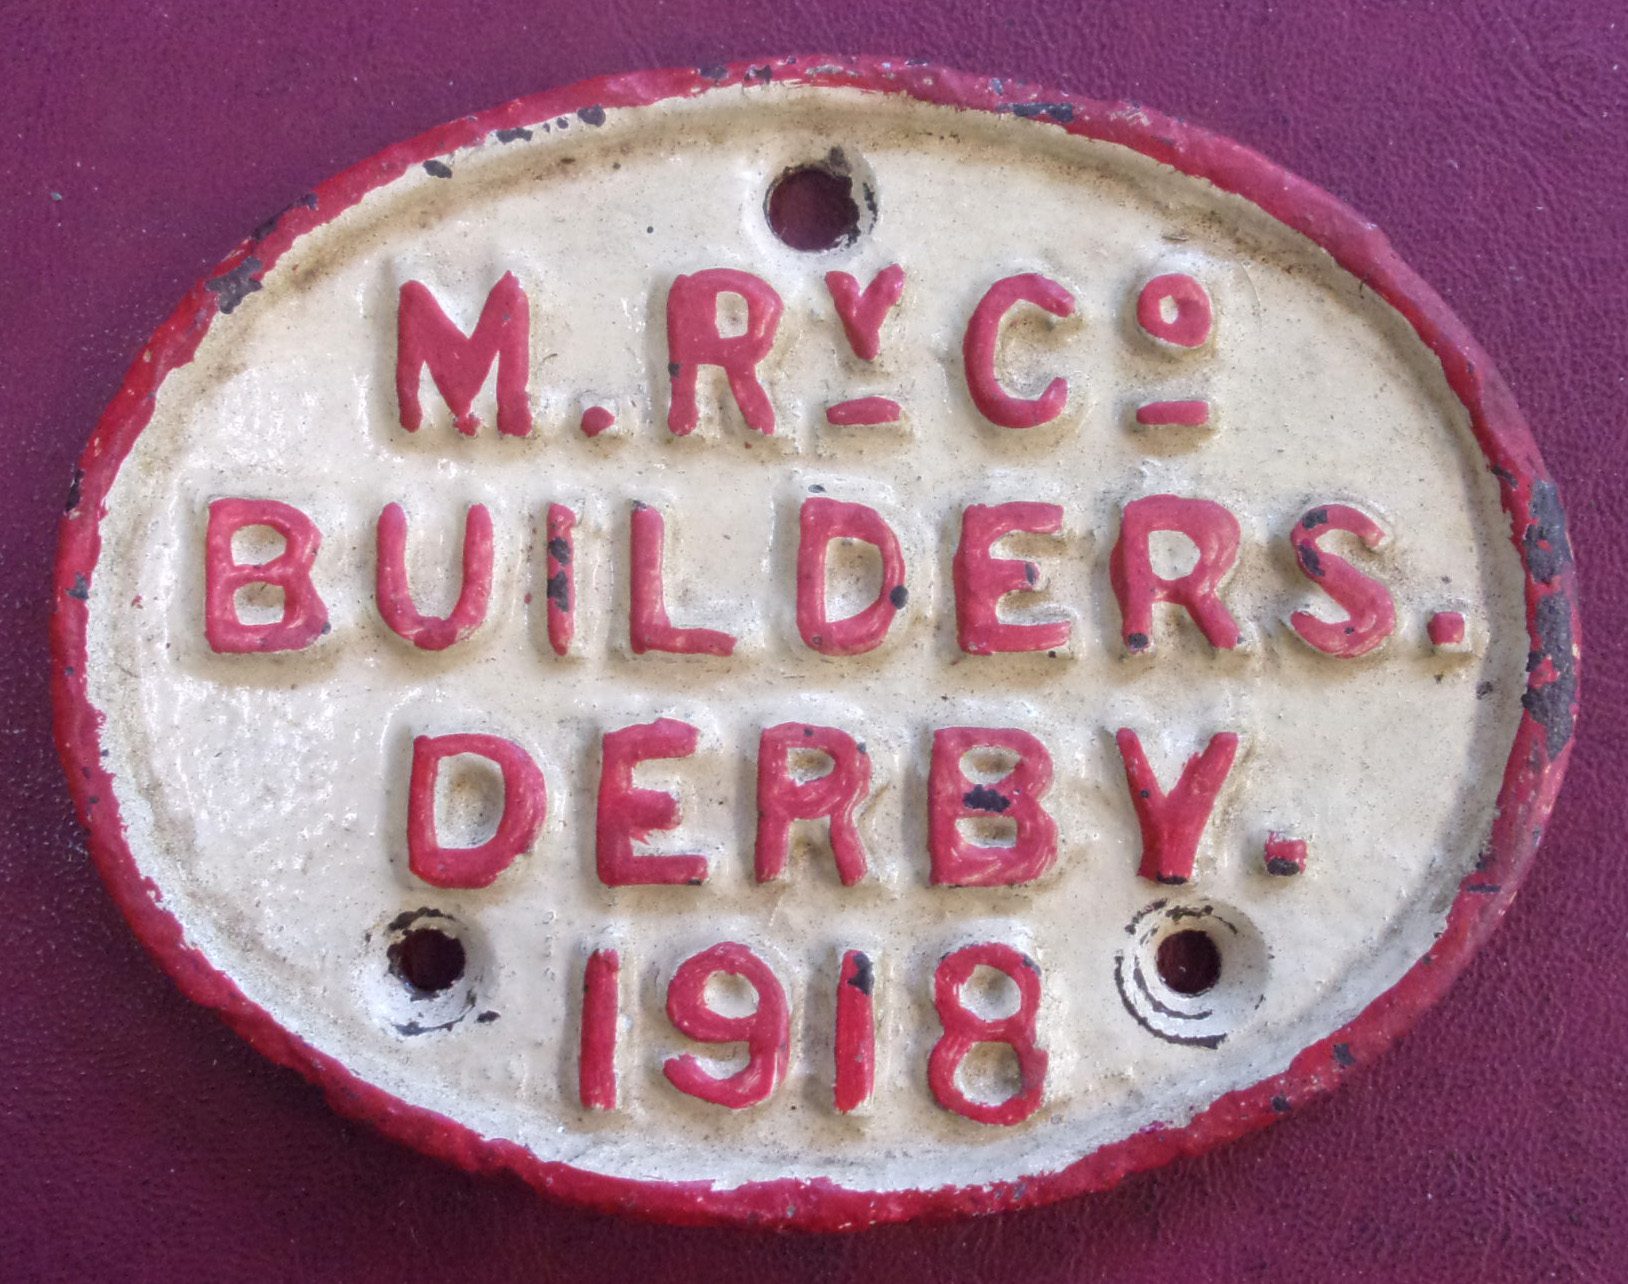 M. Ry Co
BUILDERS.
DERBY.
1918